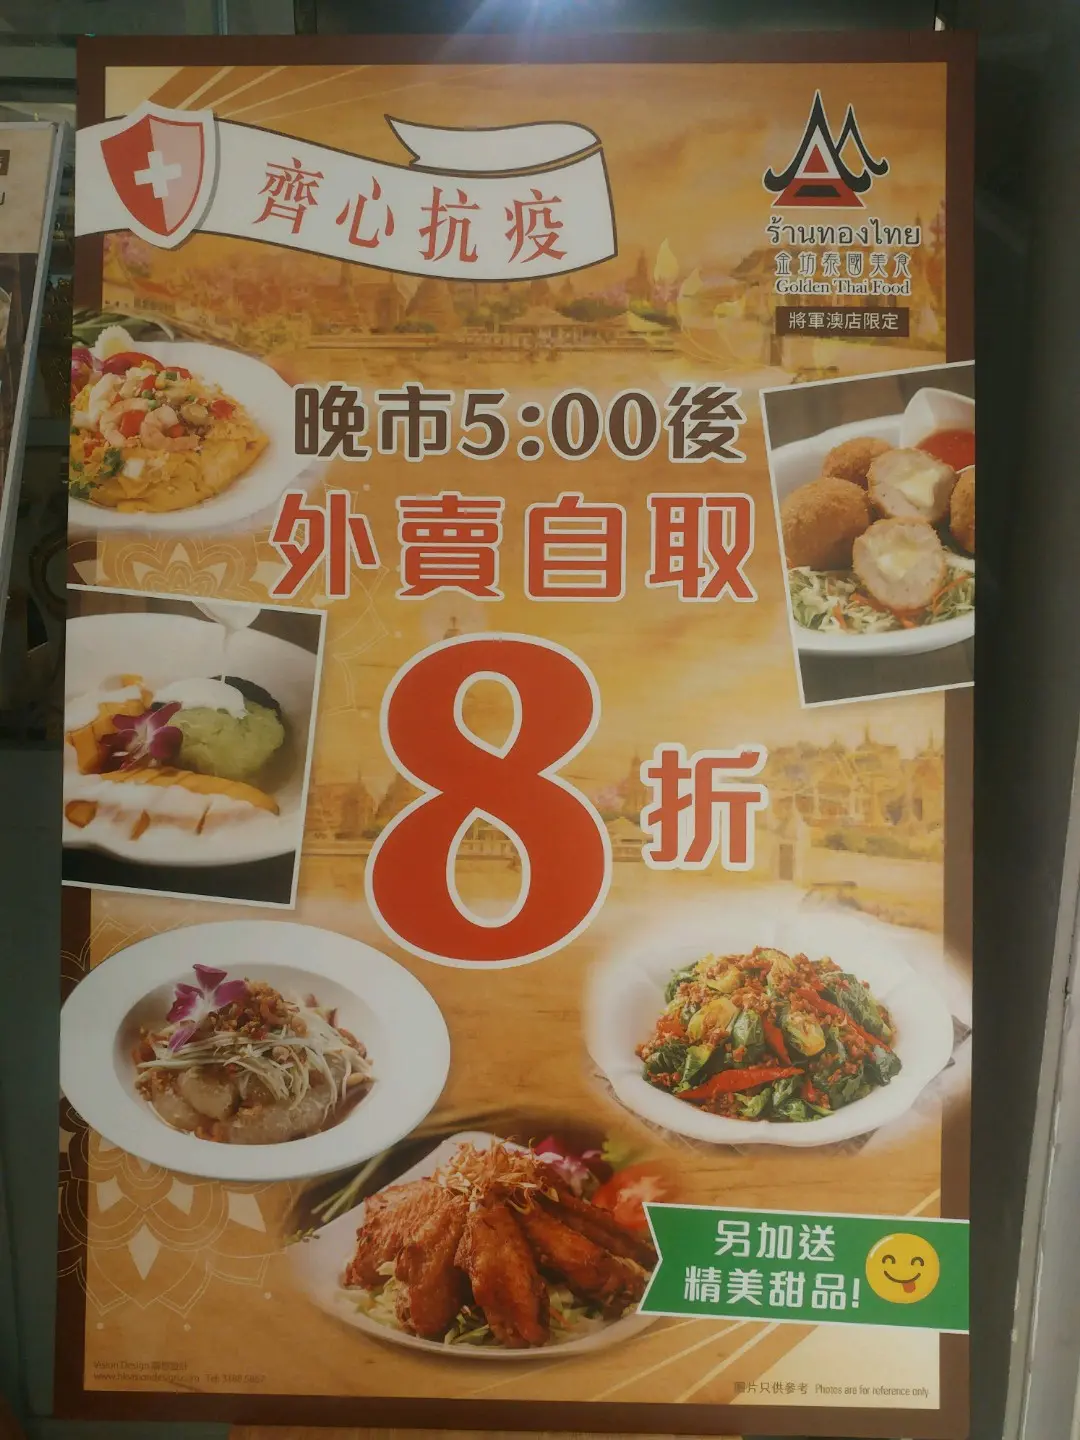 齊心抗疫
ร้านทองไทย
金坊泰國美食
Golden Thai Food
將軍澳店限定
晚市5:00後
外賣自取
8折
另加送
精美甜品!
Vision Design
圖片只供參考 Photos are for reference only